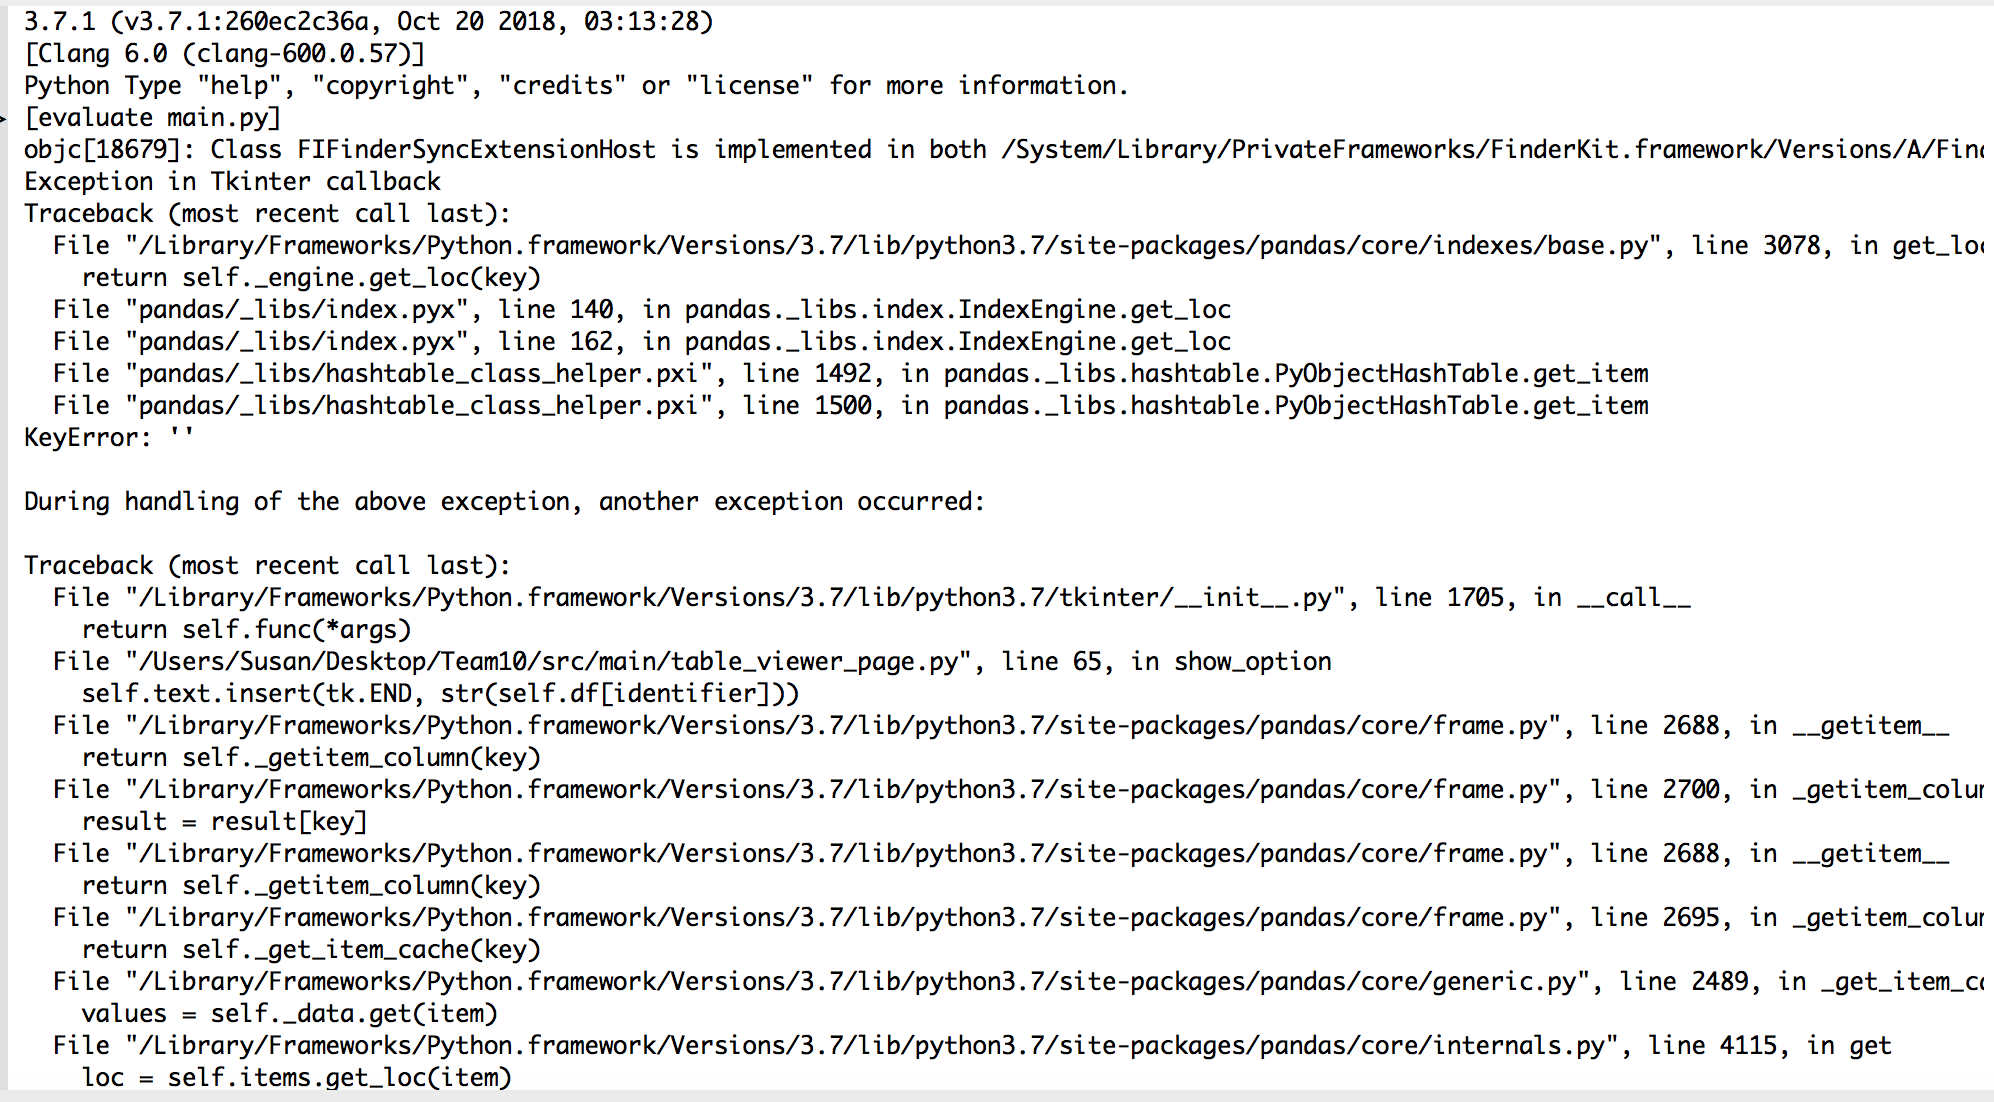 3.7.1 (v3.7.1:260ec2c36a, Oct 20 2018, 03:13:28)
[Clang 6.0 (clang-600.0.57)]
Python Type "help", "copyright", "credits" or "license" for more information.
[evaluate main.py]
objc[18679]: Class FIFinderSyncExtensionHost is implemented in both /System/Library/PrivateFrameworks/FinderKit.framework/Versions/A/Fin
Exception in Tkinter callback
Traceback (most recent call last):
  File "/Library/Frameworks/Python.framework/Versions/3.7/lib/python3.7/site-packages/pandas/core/indexes/base.py", line 3078, in get_loc
    return self._engine.get_loc(key)
  File "pandas/_libs/index.pyx", line 140, in pandas._libs.index.IndexEngine.get_loc
  File "pandas/_libs/index.pyx", line 162, in pandas._libs.index.IndexEngine.get_loc
  File "pandas/_libs/hashtable_class_helper.pxi", line 1492, in pandas._libs.hashtable.PyObjectHashTable.get_item
  File "pandas/_libs/hashtable_class_helper.pxi", line 1500, in pandas._libs.hashtable.PyObjectHashTable.get_item
KeyError: ''

During handling of the above exception, another exception occurred:

Traceback (most recent call last):
  File "/Library/Frameworks/Python.framework/Versions/3.7/lib/python3.7/tkinter/__init__.py", line 1705, in __call__
    return self.func(*args)
  File "/Users/Susan/Desktop/Team10/src/main/table_viewer_page.py", line 65, in show_option
    self.text.insert(tk.END, str(self.df[identifier]))
  File "/Library/Frameworks/Python.framework/Versions/3.7/lib/python3.7/site-packages/pandas/core/frame.py", line 2688, in __getitem__
    return self._getitem_column(key)
  File "/Library/Frameworks/Python.framework/Versions/3.7/lib/python3.7/site-packages/pandas/core/frame.py", line 2700, in _getitem_colu
    result = result[key]
  File "/Library/Frameworks/Python.framework/Versions/3.7/lib/python3.7/site-packages/pandas/core/frame.py", line 2688, in __getitem__
    return self._getitem_column(key)
  File "/Library/Frameworks/Python.framework/Versions/3.7/lib/python3.7/site-packages/pandas/core/frame.py", line 2695, in _getitem_colu
    return self._get_item_cache(key)
  File "/Library/Frameworks/Python.framework/Versions/3.7/lib/python3.7/site-packages/pandas/core/generic.py", line 2489, in _get_item_c
    values = self._data.get(item)
  File "/Library/Frameworks/Python.framework/Versions/3.7/lib/python3.7/site-packages/pandas/core/internals.py", line 4115, in get
    loc = self.items.get_loc(item)